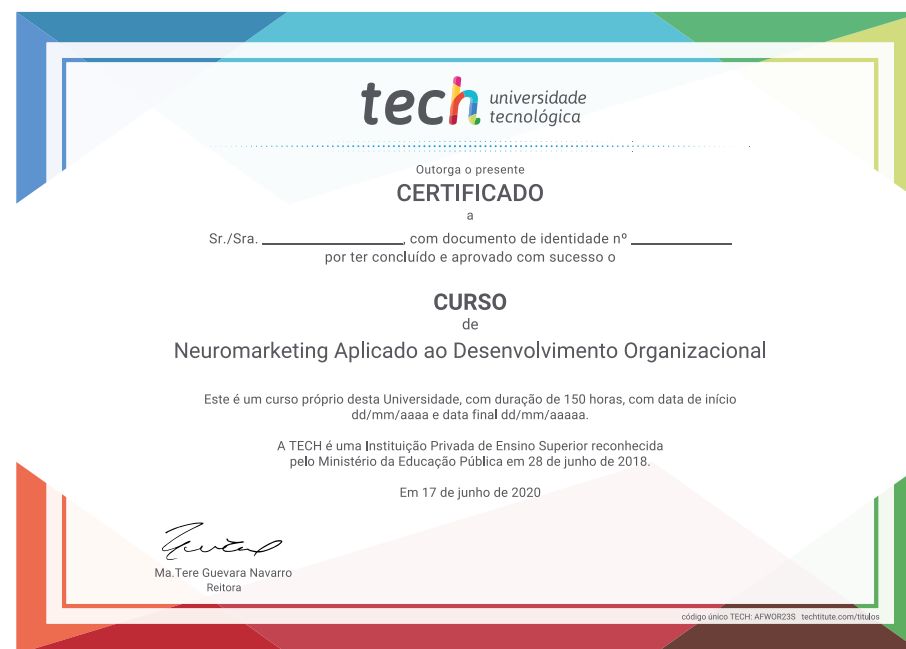 tech universidade
tecnológica
Outorga o presente
CERTIFICADO
a
Sr./Sra. ________________, com documento de identidade nº ____________
por ter concluído e aprovado com sucesso o
CURSO
de
Neuromarketing Aplicado ao Desenvolvimento Organizacional
Este é um curso próprio desta Universidade, com duração de 150 horas, com data de início
dd/mm/aaaa e data final dd/mm/aaaaa.
A TECH é uma Instituição Privada de Ensino Superior reconhecida
pelo Ministério da Educação Pública em 28 de junho de 2018.
Em 17 de junho de 2020
Ma.Tere Guevara Navarro
Reitora
código único TECH: AFWOR23S techtitute.com/titulos